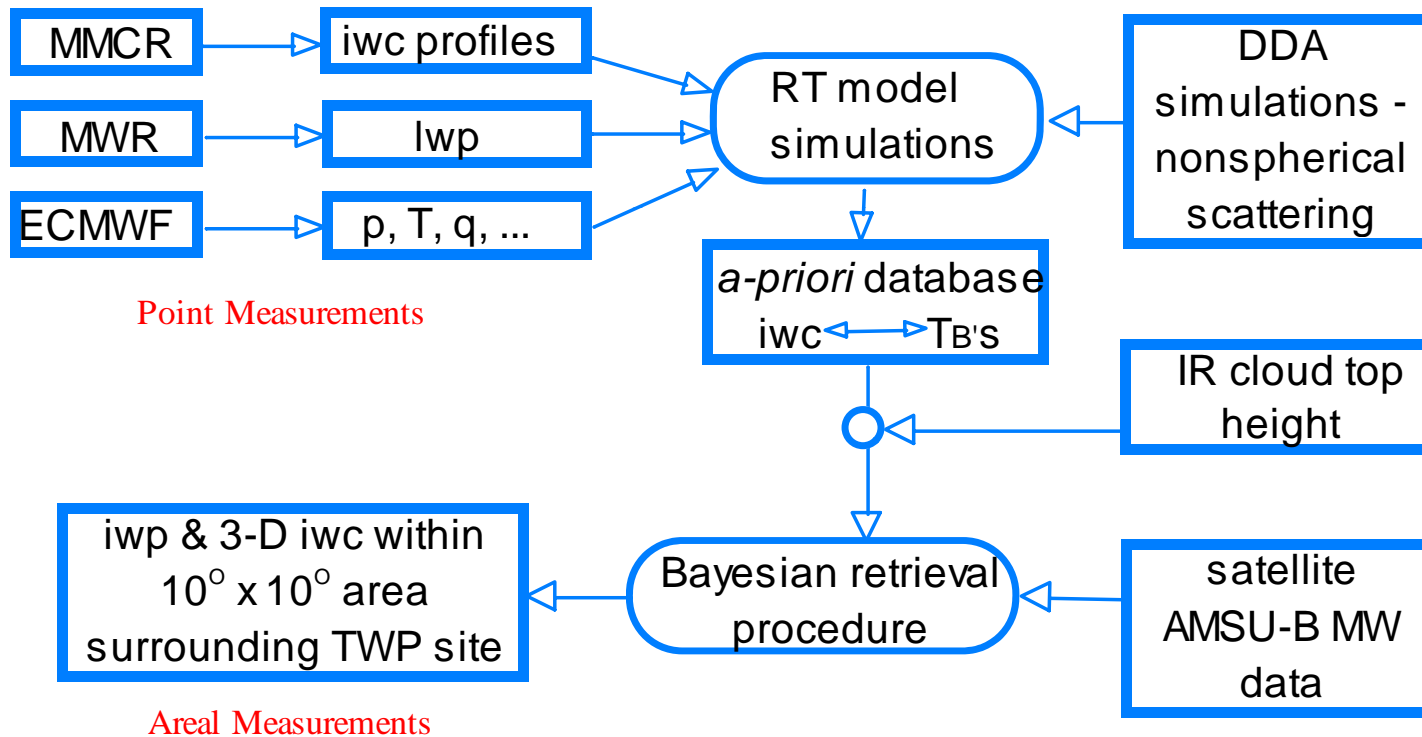 MMCR
iwc profiles
MWR
lwp
ECMWF
p, T, q, ...
Point Measurements
RT model
simulations
DDA
simulations -
nonspherical
scattering
a-priori database
iwc TB's
IR cloud top
height
iwp & 3-D iwc within
10° x 10° area
surrounding TWP site
Areal Measurements
Bayesian retrieval
procedure
satellite
AMSU-B MW
data